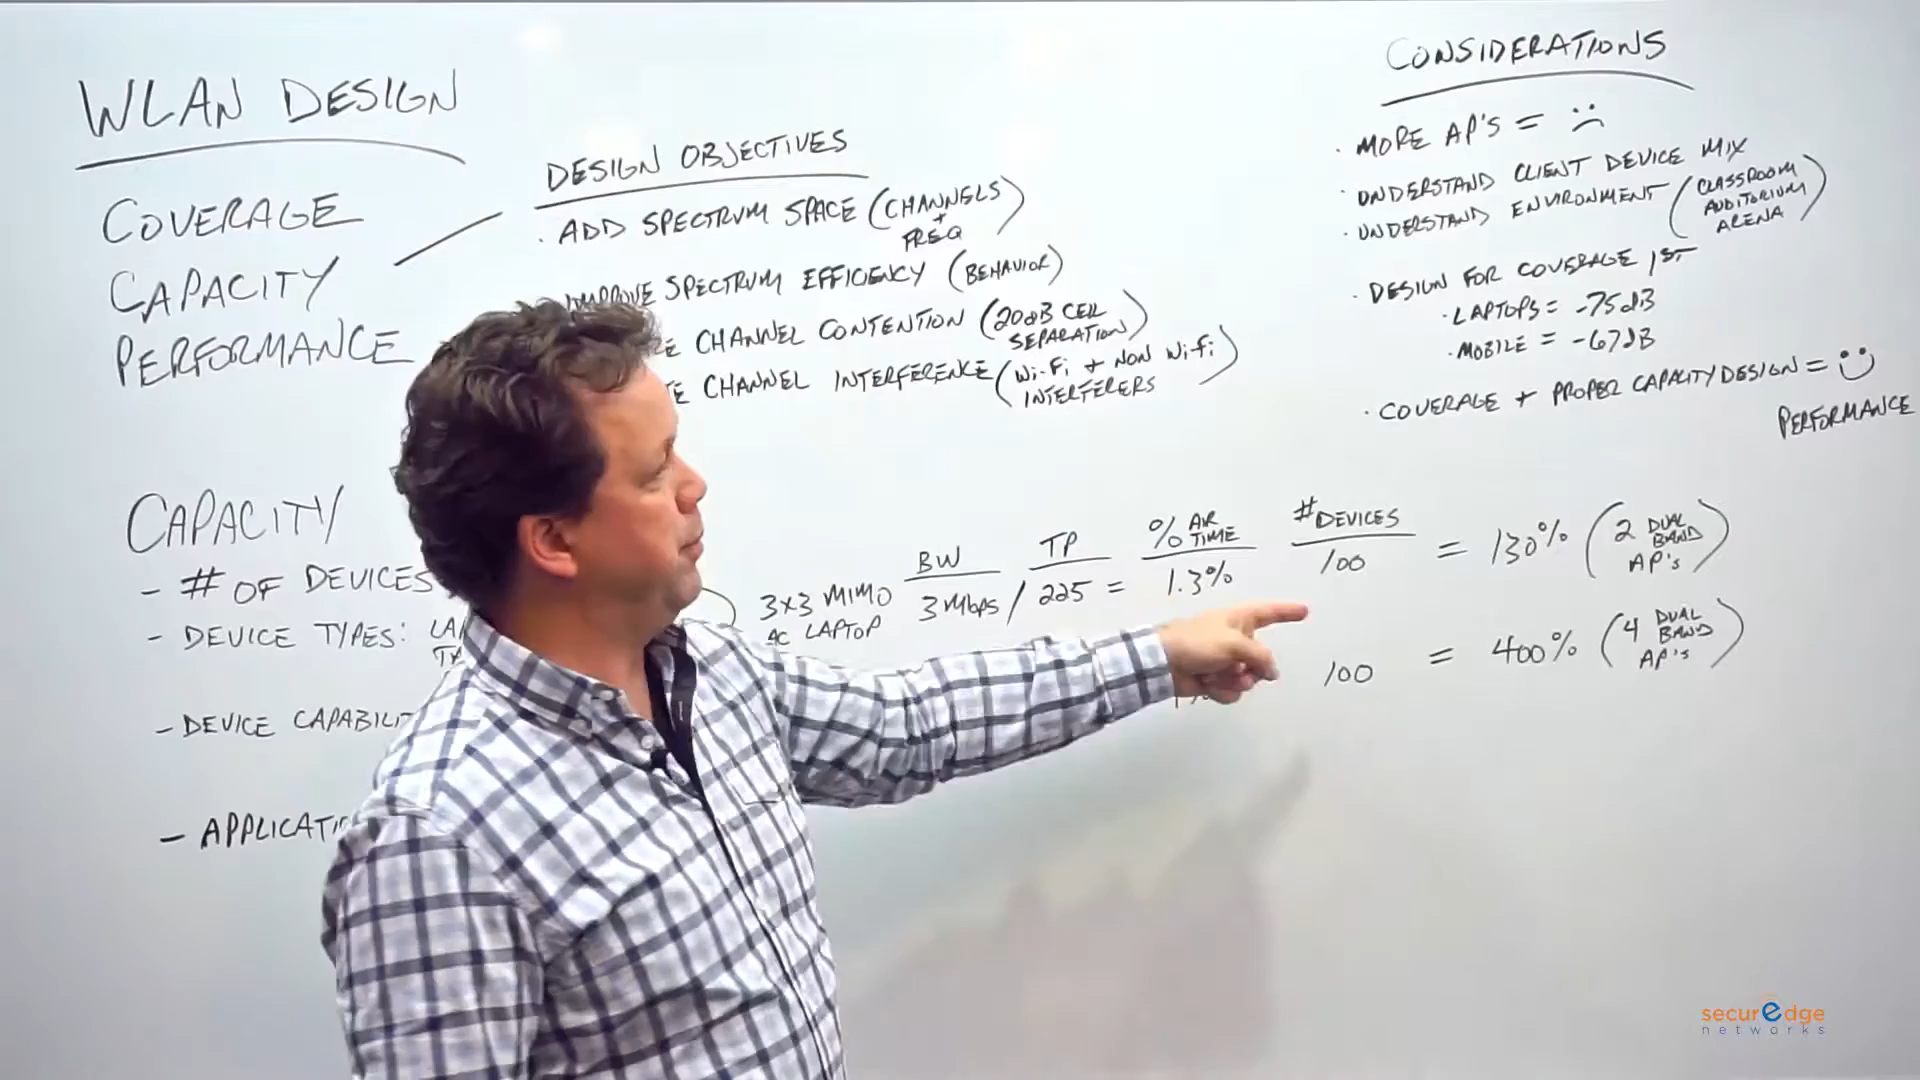 WLAN DESIGN
COVERAGE
CAPACITY
PERFORMANCE
DESIGN OBJECTIVES
· ADD SPECTRUM SPACE (CHANNELS + FREQ)
IMPROVE SPECTRUM EFFICIENCY (BEHAVIOR)
CHANNEL CONTENTION (20dB CELL SEPARATION)
CHANNEL INTERFERENCE (Wi-Fi + NON Wi-Fi INTERFERERS)
CONSIDERATIONS
· MORE AP'S = :(
· UNDERSTAND CLIENT DEVICE MIX
· UNDERSTAND ENVIRONMENT (CLASSROOM AUDITORIUM ARENA)
· DESIGN FOR COVERAGE 1ST
· LAPTOPS = -75dB
· MOBILE = -67dB
· COVERAGE + PROPER CAPACITY DESIGN = :)
PERFORMANCE
CAPACITY
- # OF DEVICES
- DEVICE TYPES:
- DEVICE
-
BW
TP
% AIR TIME
# DEVICES
3x3 MIMO AC LAPTOP
3 Mbps / 225 = 1.3%
100 = 130% (2 DUAL BAND AP's)
100 = 400% (4 DUAL BAND AP's)
securEdge
networks